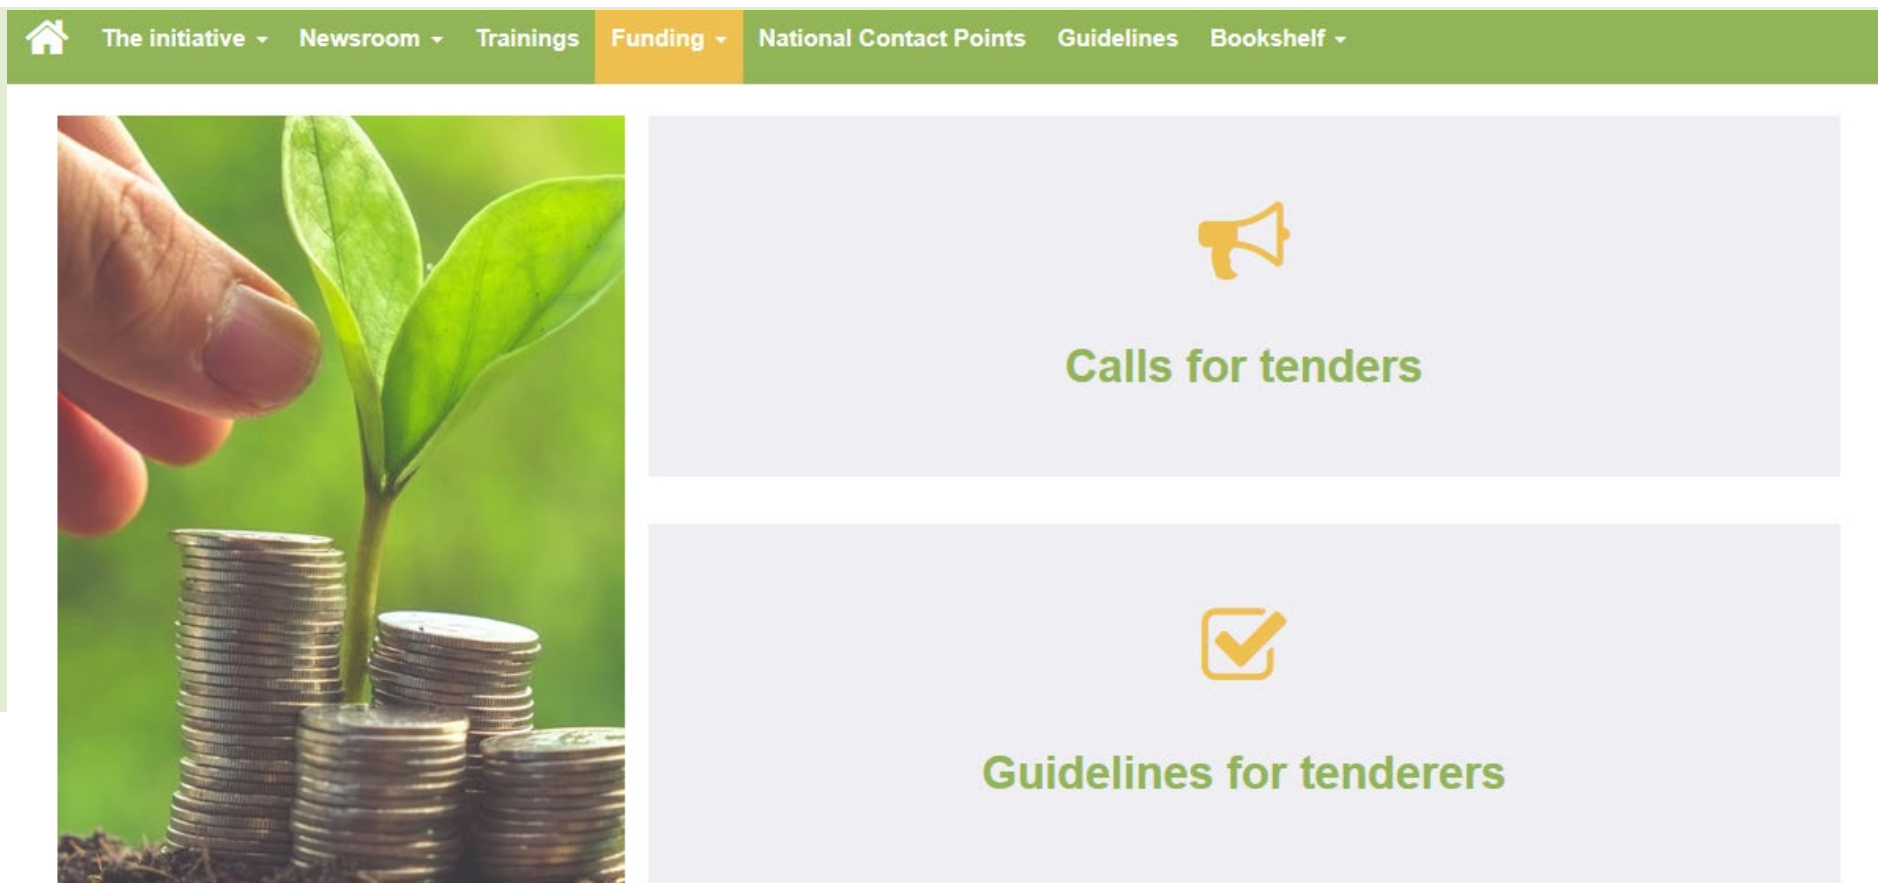 The initiative Newsroom Trainings Funding National Contact Points Guidelines Bookshelf
Calls for tenders
Guidelines for tenderers